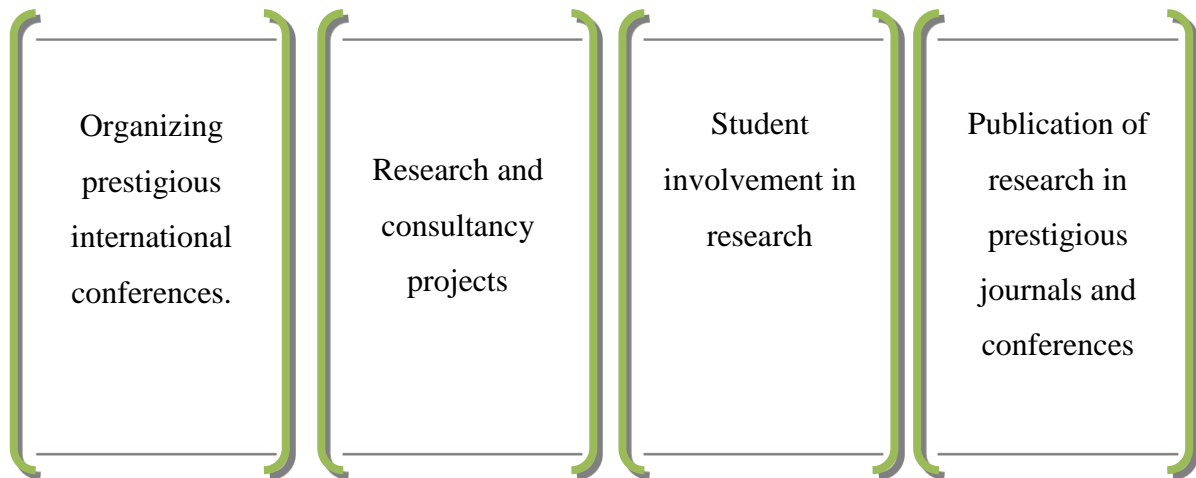 Organizing
prestigious
international
conferences.
Research and
consultancy
projects
Student
involvement in
research
Publication of
research in
prestigious
journals and
conferences